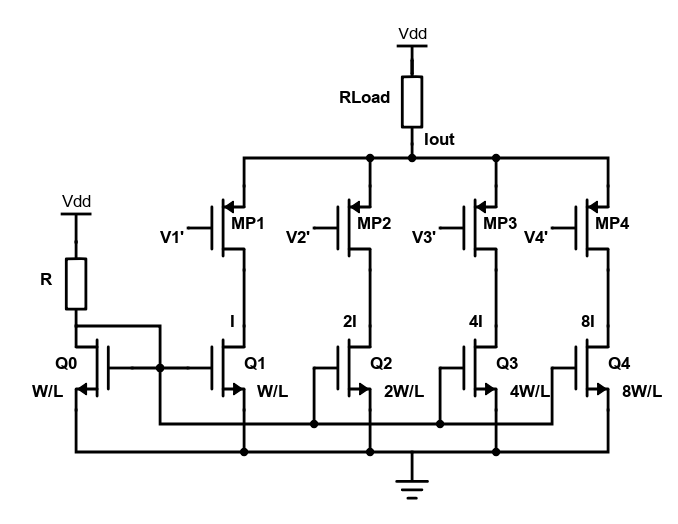 Vdd
RLoad
Iout
Vdd
MP1
MP2
MP3
MP4
V1'
V2'
V3'
V4'
R
I
2I
4I
8I
Q0
Q1
Q2
Q3
Q4
W/L
W/L
2W/L
4W/L
8W/L